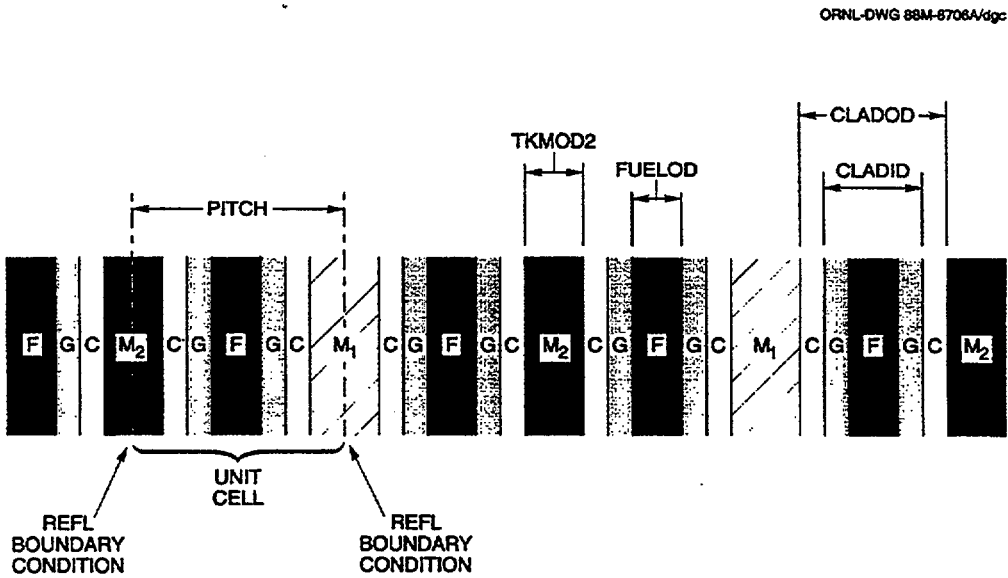 ORNL-DWG 88M-6706A/dgc
CLADOD
TKMOD2
FUELOD
CLADID
PITCH
F G C M2 C G F G C M1 C G F G C M2 C G F G C M1 C G F G C M2
UNIT
CELL
REFL
BOUNDARY
CONDITION
REFL
BOUNDARY
CONDITION